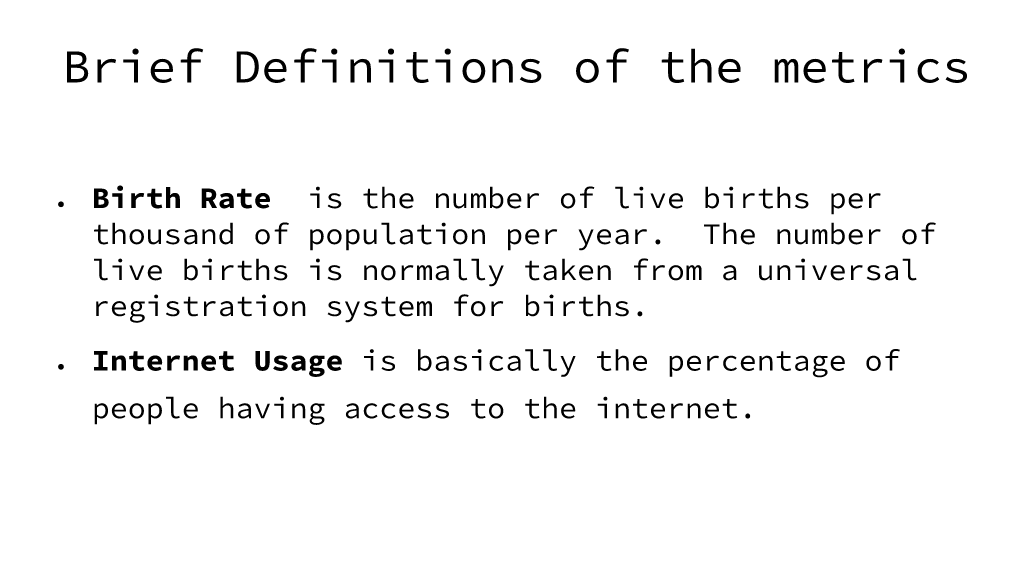 Brief Definitions of the metrics
. Birth Rate  is the number of live births per
thousand of population per year.  The number of
live births is normally taken from a universal
registration system for births.
. Internet Usage is basically the percentage of
people having access to the internet.